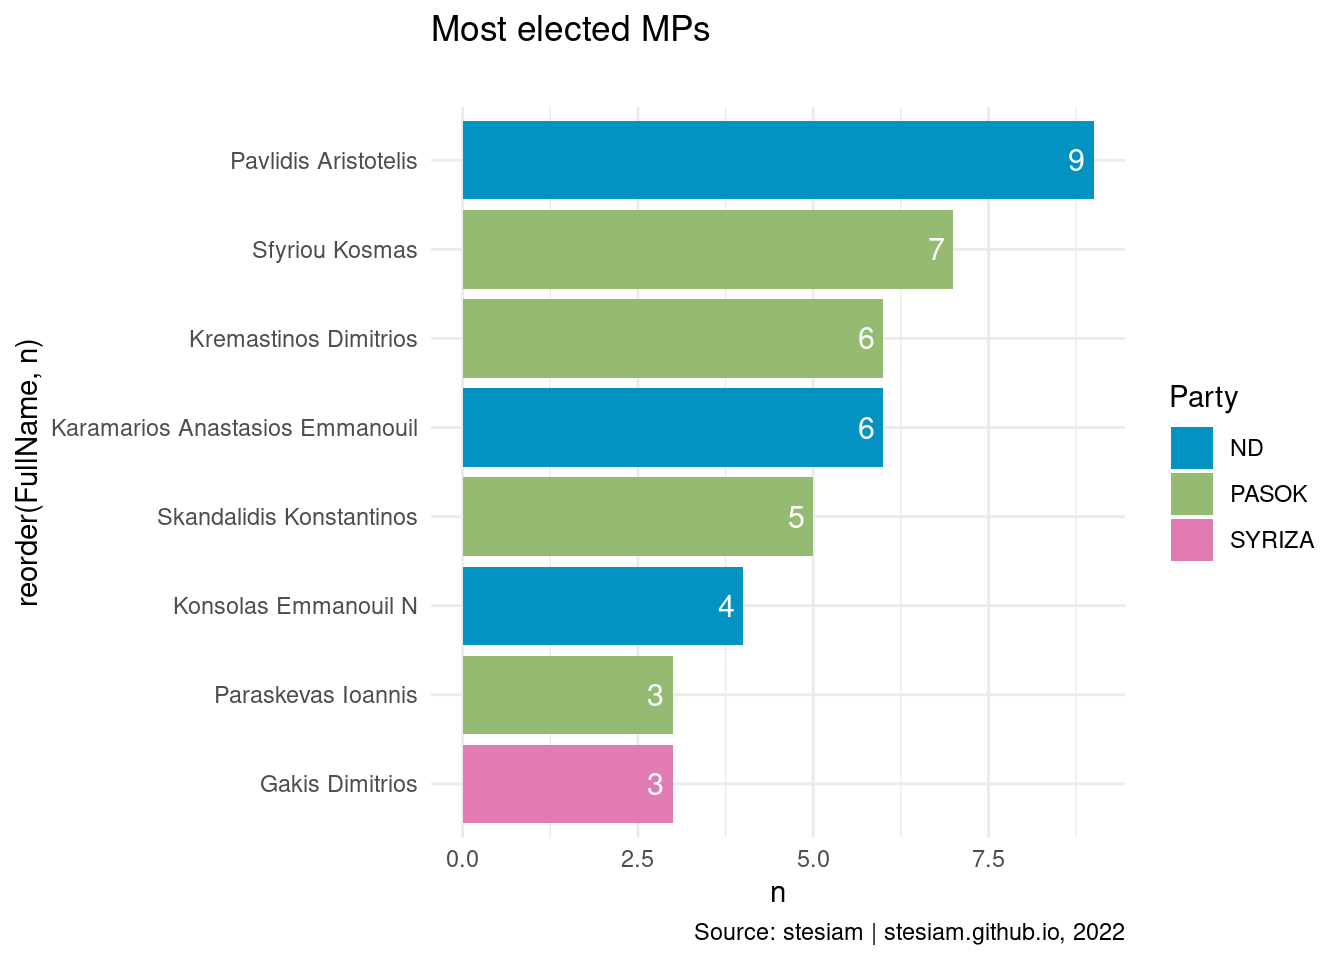 Most elected MPs
reorder(FullName, n)
Pavlidis Aristotelis
9
Sfyriou Kosmas
7
Kremastinos Dimitrios
6
Karamarios Anastasios Emmanouil
6
Skandalidis Konstantinos
5
Konsolas Emmanouil N
4
Paraskevas Ioannis
3
Gakis Dimitrios
3
0.0 2.5 5.0 7.5
n
Party
ND
PASOK
SYRIZA
Source: stesiam | stesiam.github.io, 2022